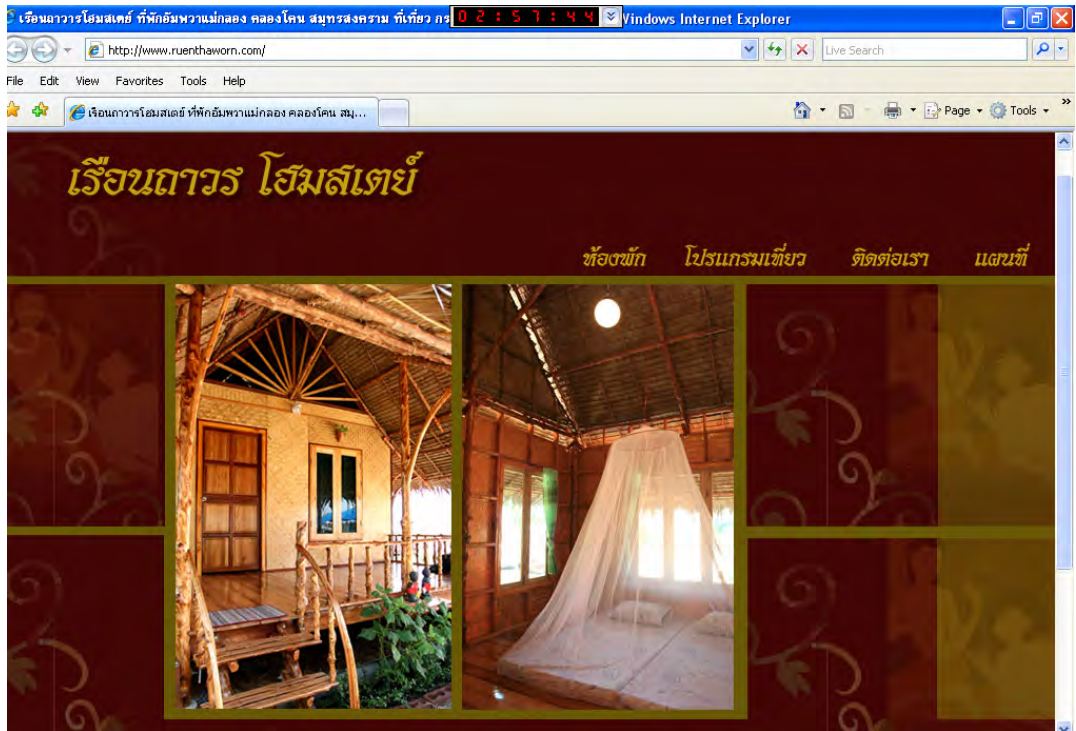 เรือนถาวรโฮมสเตย์ ที่พักอัมพวาแม่กลอง คลองโคน สมุทรสงคราม ที่เที่ยว กร 02:57:44 Windows Internet Explorer
http://www.ruenthaworn.com/ Live Search
File Edit View Favorites Tools Help
เรือนถาวรโฮมสเตย์ ที่พักอัมพวาแม่กลอง คลองโคน สมุ... Page Tools
เรือนถาวร โฮมสเตย์
ห้องพัก โปรแกรมเที่ยว ติดต่อเรา แผนที่